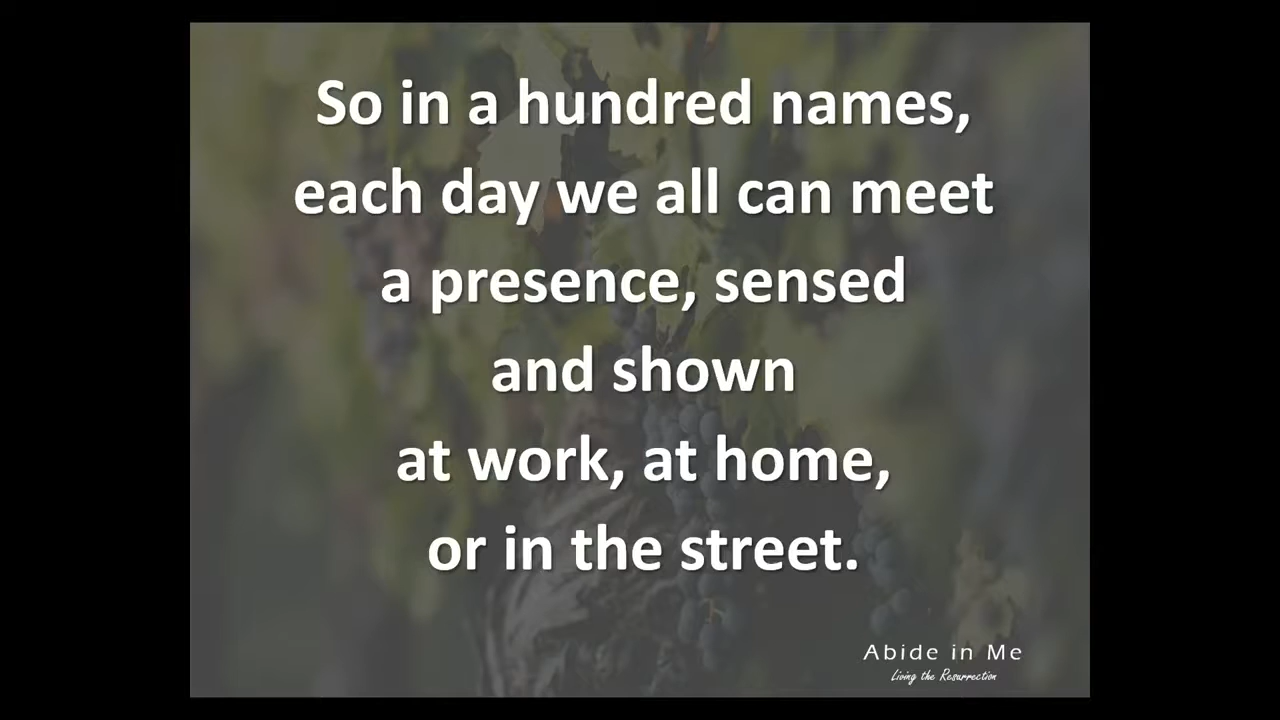 So in a hundred names,
each day we all can meet
a presence, sensed
and shown
at work, at home,
or in the street.
Abide in Me
Living the Resurrection